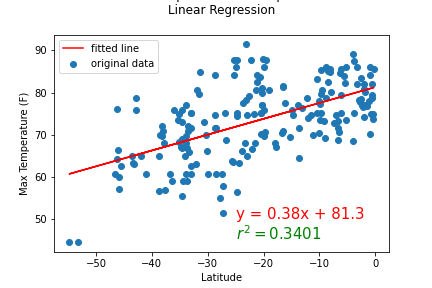 Linear Regression
fitted line
original data
90
80
70
60
50
Max Temperature (F)
y = 0.38x + 81.3
r² = 0.3401
−50 −40 −30 −20 −10 0
Latitude